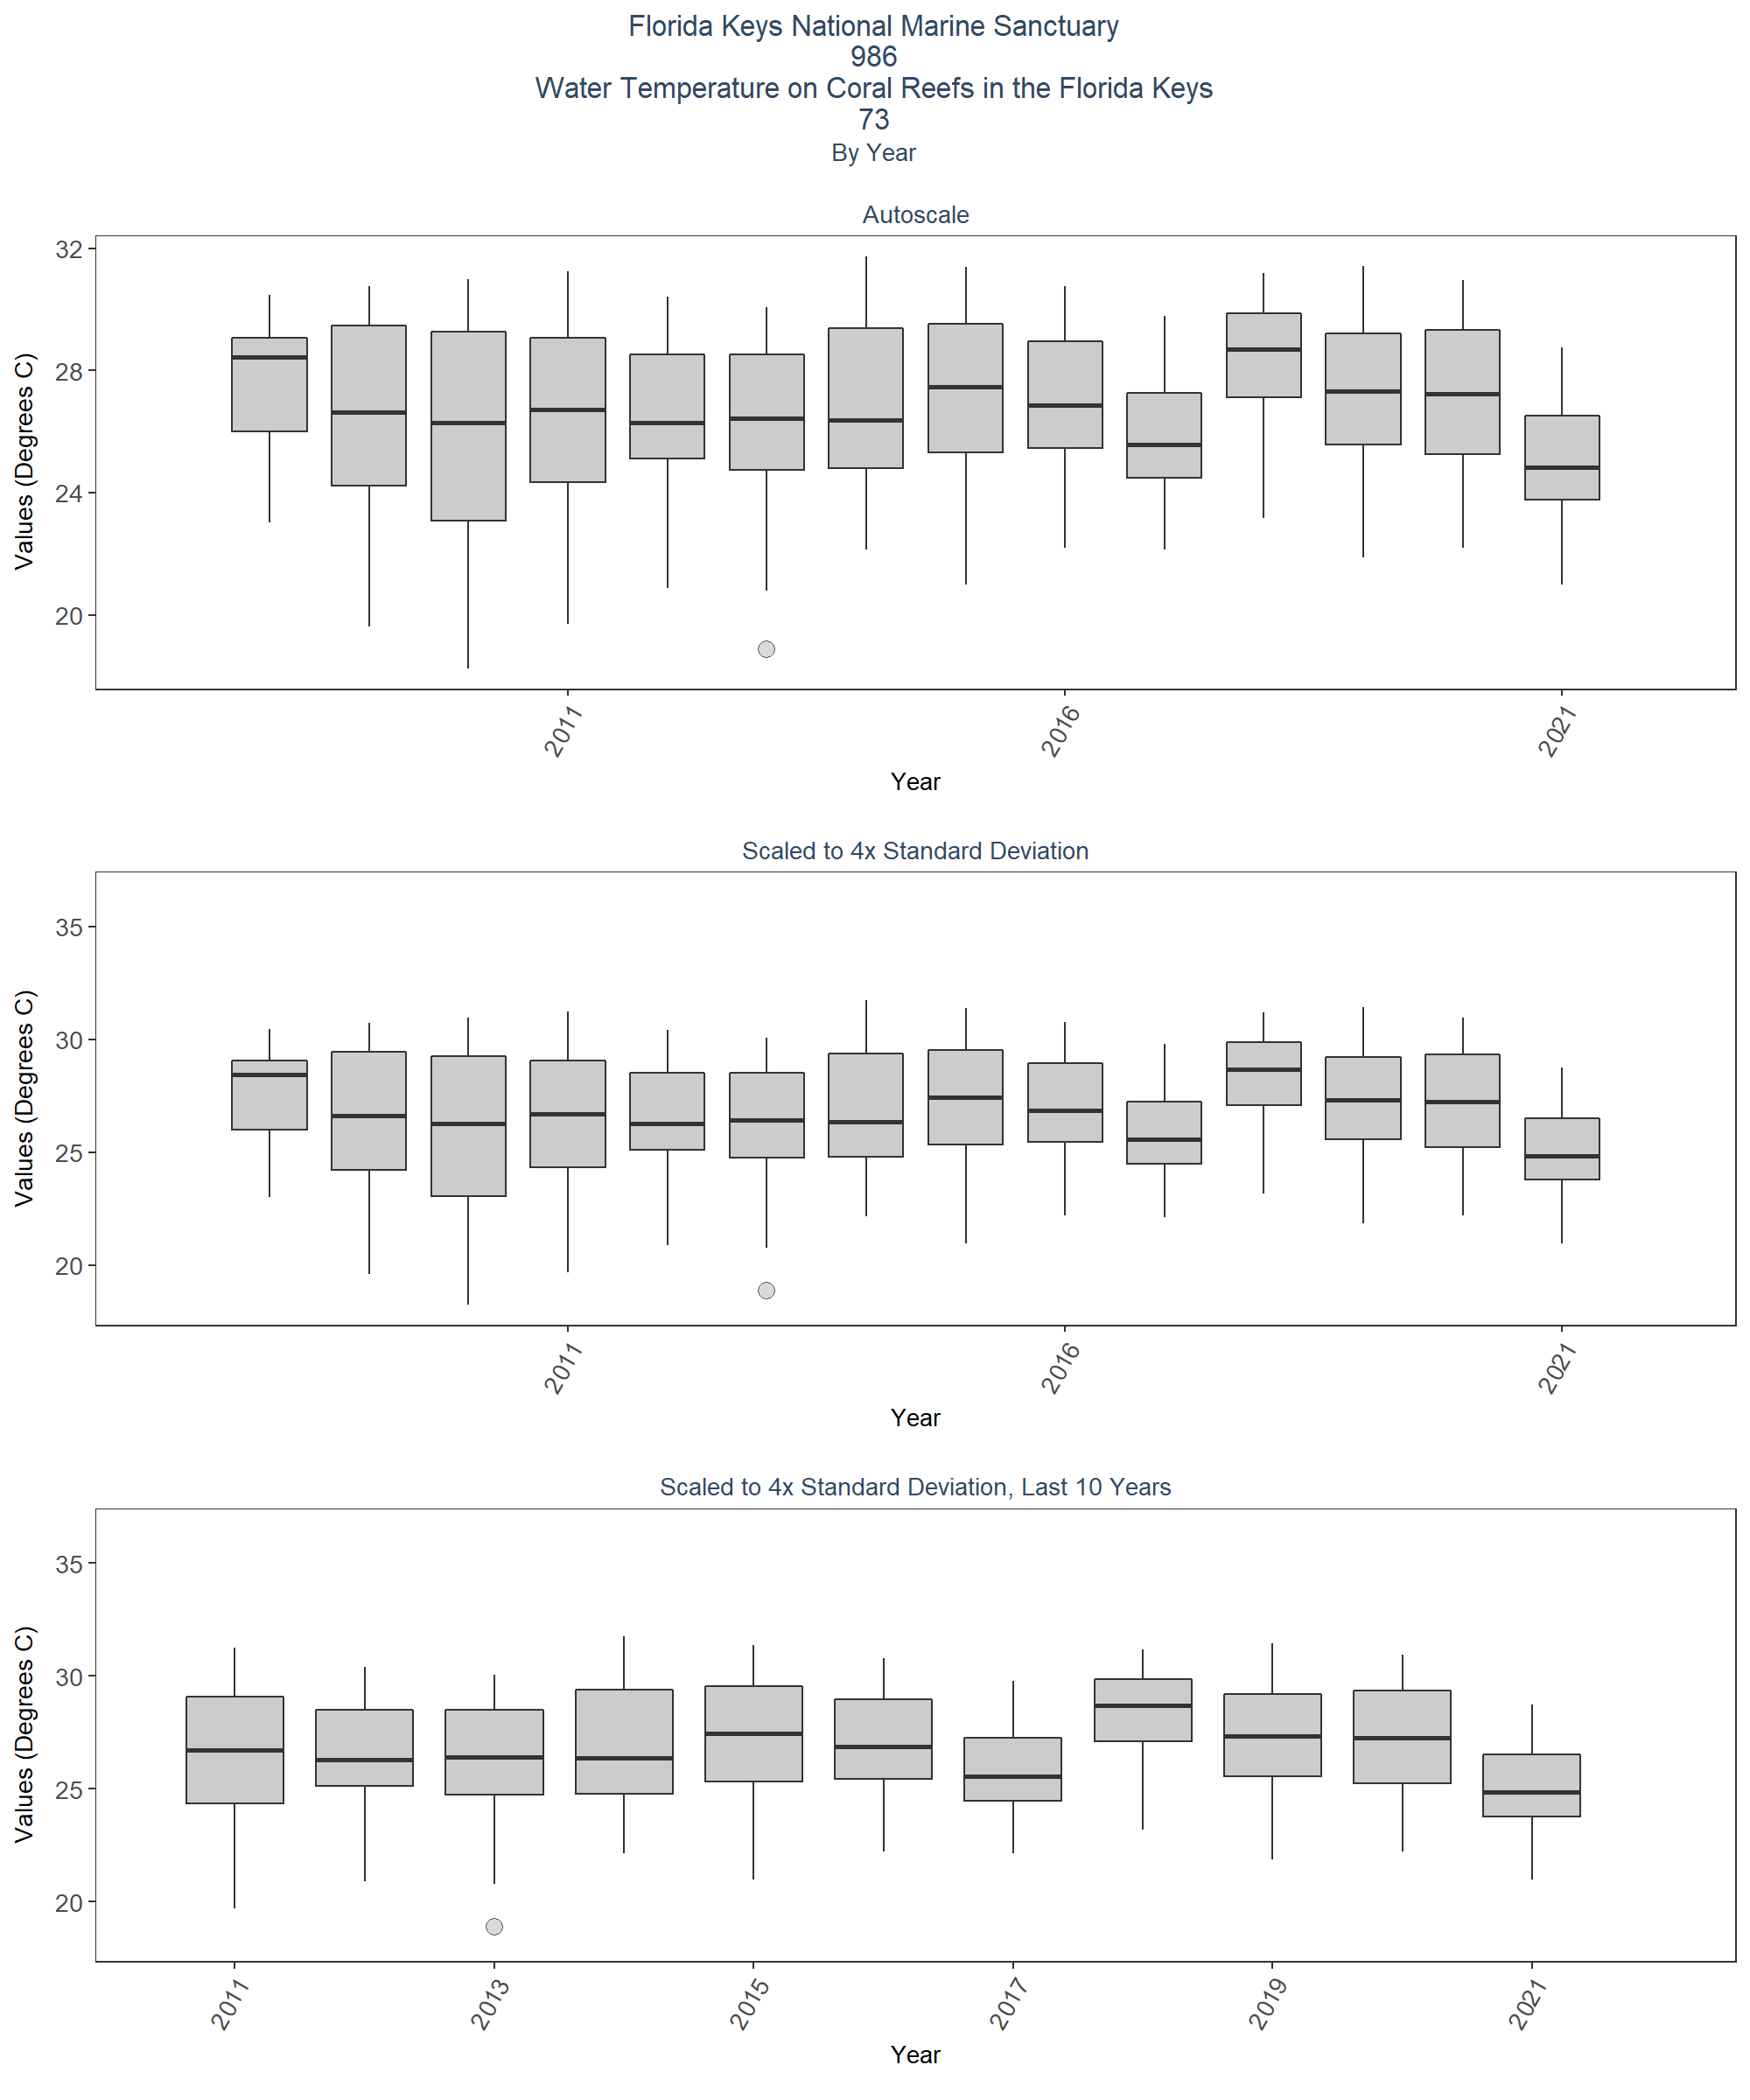 Florida Keys National Marine Sanctuary
986
Water Temperature on Coral Reefs in the Florida Keys
73
By Year
Autoscale
Values (Degrees C)
32
28
24
20
2011
2016
2021
Year
Scaled to 4x Standard Deviation
Values (Degrees C)
35
30
25
20
2011
2016
2021
Year
Scaled to 4x Standard Deviation, Last 10 Years
Values (Degrees C)
35
30
25
20
2011
2013
2015
2017
2019
2021
Year